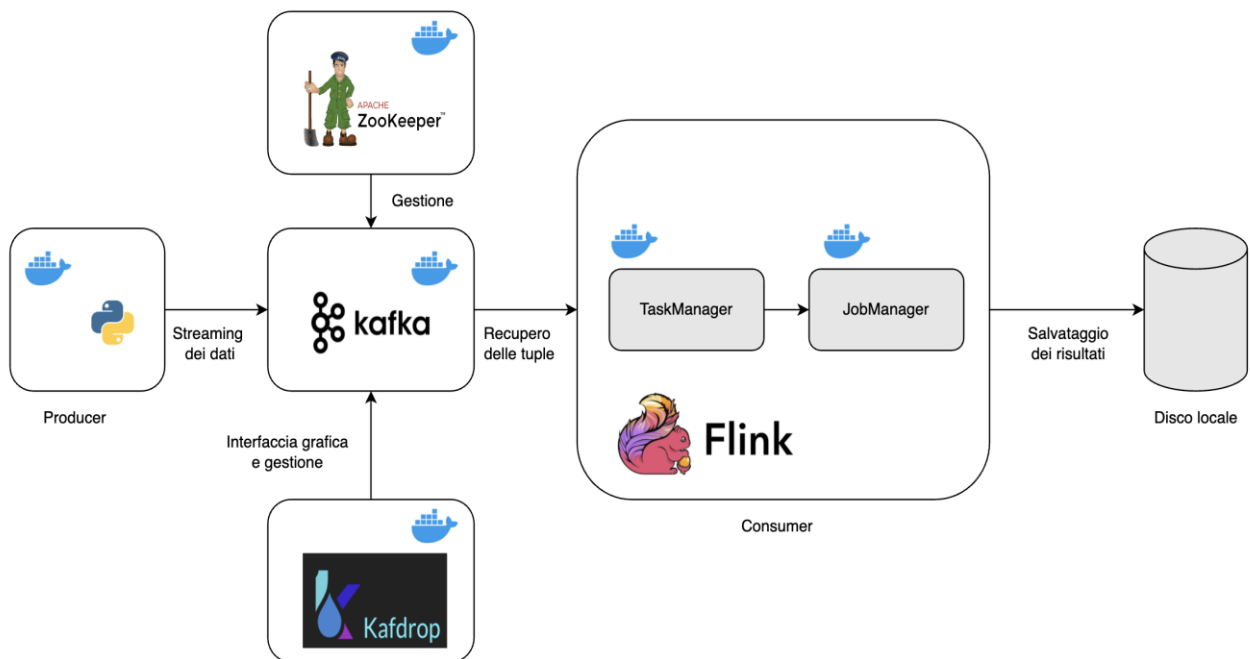 APACHE
ZooKeeper™
Gestione
kafka
Streaming
dei dati
Producer
Recupero
delle tuple
Interfaccia grafica
e gestione
Kafdrop
TaskManager
JobManager
Flink
Consumer
Salvataggio
dei risultati
Disco locale